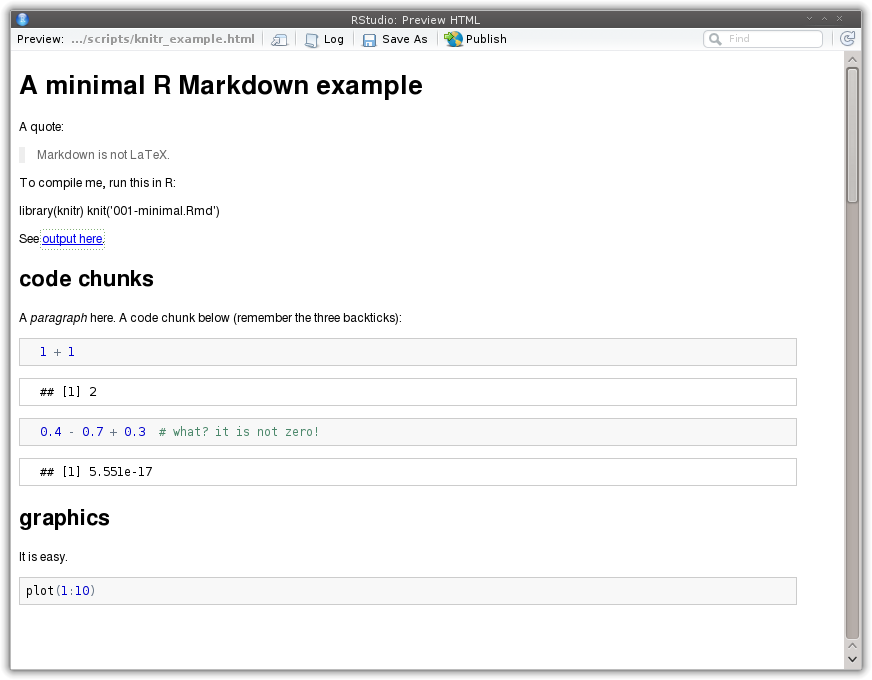 RStudio: Preview HTML
Preview: .../scripts/knitr_example.html Log Save As Publish Find
A minimal R Markdown example
A quote:
Markdown is not LaTeX.
To compile me, run this in R:
library(knitr) knit('001-minimal.Rmd')
See output here.
code chunks
A paragraph here. A code chunk below (remember the three backticks):
1 + 1
## [1] 2
0.4 - 0.7 + 0.3  # what? it is not zero!
## [1] 5.551e-17
graphics
It is easy.
plot(1:10)